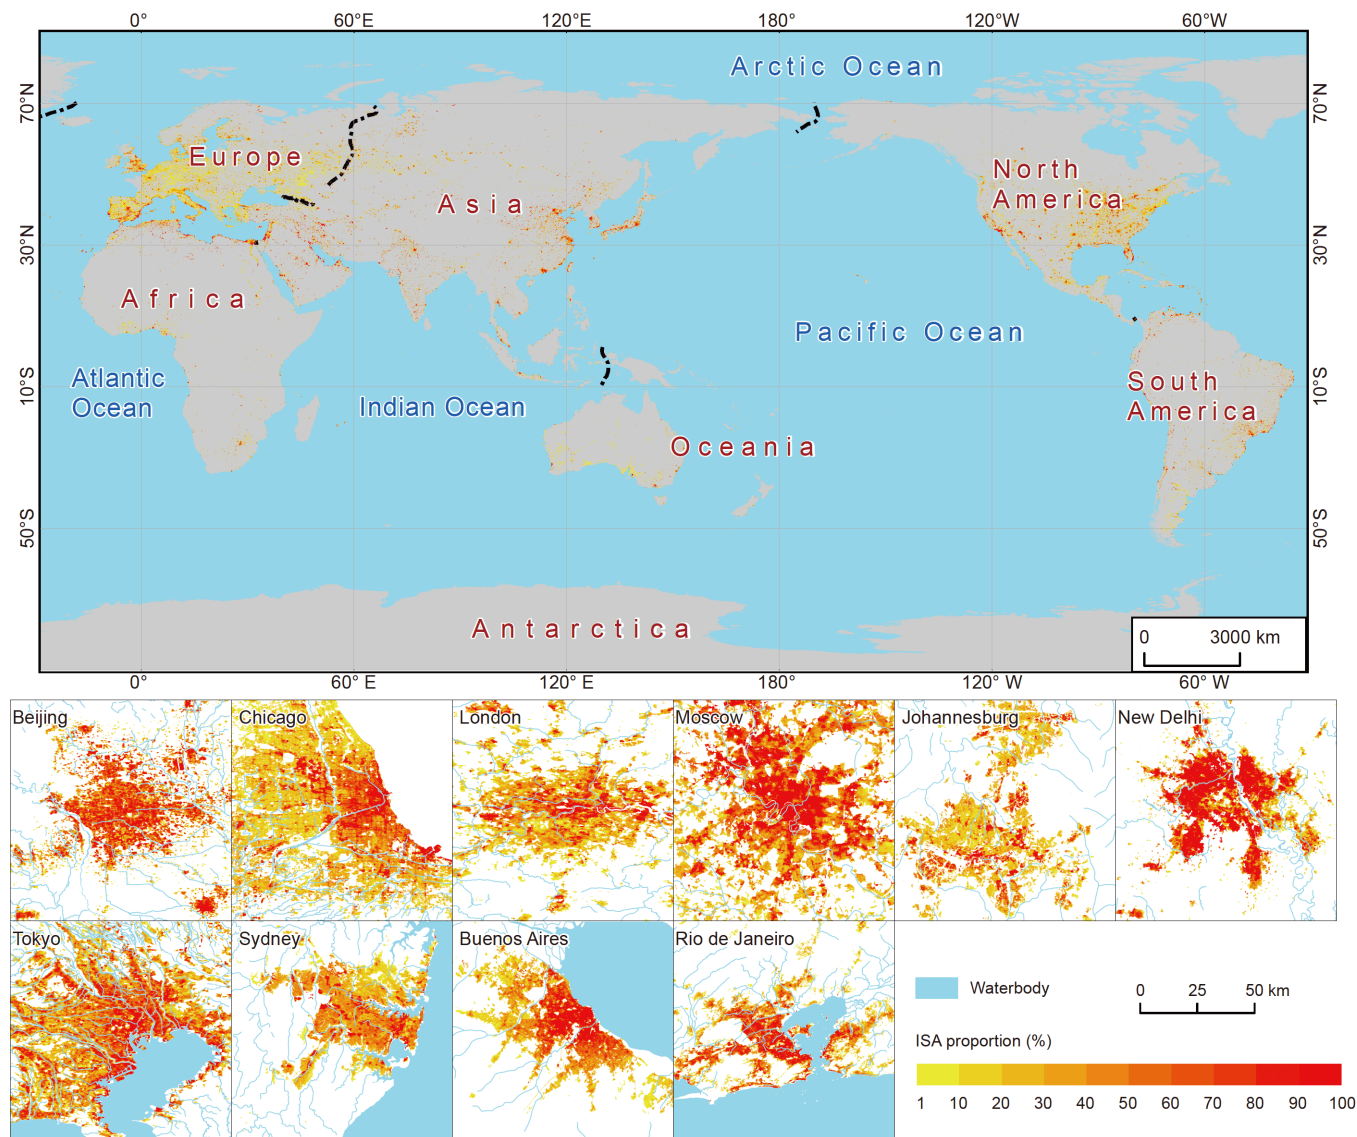 0° 60°E 120°E 180° 120°W 60°W
Arctic Ocean
70°N 70°N
Europe
North
America
Asia
30°N 30°N
Africa
Pacific Ocean
Atlantic
Ocean
10°S 10°S
South
America
Indian Ocean
Oceania
50°S 50°S
Antarctica
0 3000 km
0° 60° E 120°E 180° 120° W 60° W
Beijing Chicago London Moscow Johannesburg New Delhi
Tokyo Sydney Buenos Aires Rio de Janeiro
Waterbody
0 25 50 km
ISA proportion (%)
1 10 20 30 40 50 60 70 80 90 100